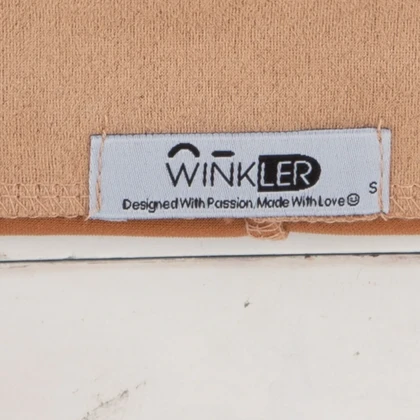 WINKLER
Designed With Passion, Made With Love
S